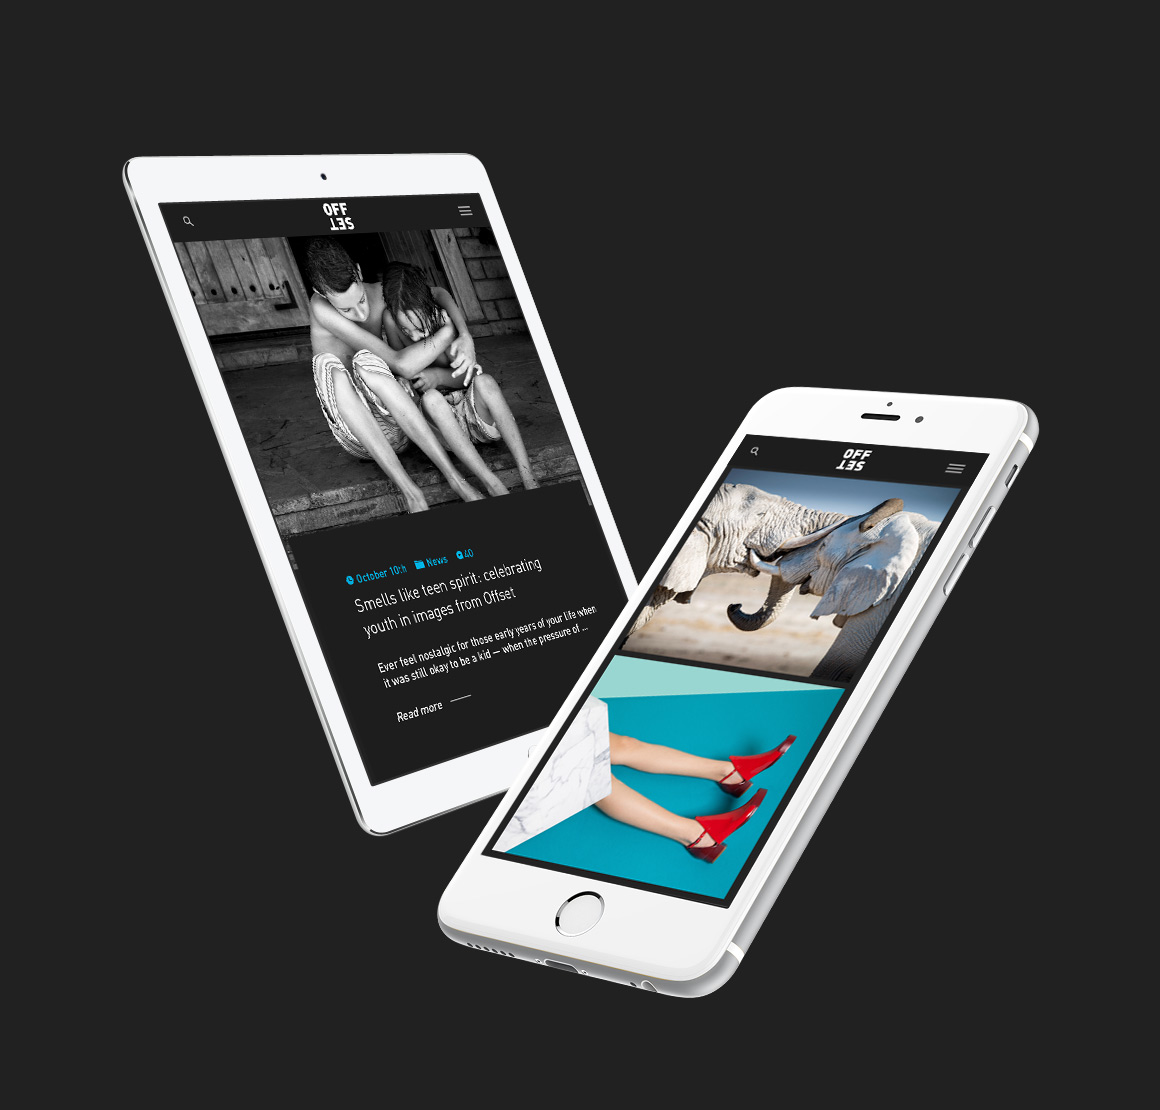 OFF
SET
October 10th News 40
Smells like teen spirit: celebrating
youth in images from Offset
Ever feel nostalgic for those early years of your life when
it was still okay to be a kid — when the pressure of ...
Read more
OFF
SET